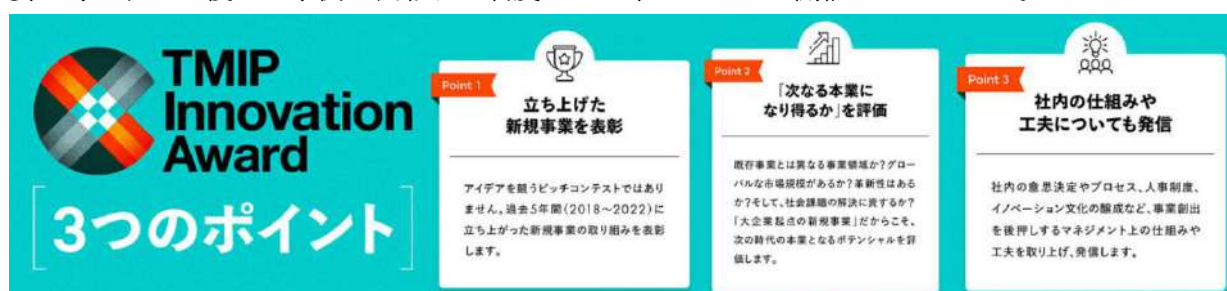 TMIP
Innovation
Award
3つのポイント
Point 1
立ち上げた
新規事業を表彰
アイデアを競うピッチコンテストではあり
ません。過去5年間(2018〜2022)に
立ち上がった新規事業の取り組みを表彰
します。
Point 2
「次なる本業に
なり得るか」を評価
既存事業とは異なる事業領域か?グロー
バルな市場規模があるか?革新性はある
か?そして、社会課題の解決に資するか?
「大企業起点の新規事業」だからこそ、
次の時代の本業となるポテンシャルを評
価します。
Point 3
社内の仕組みや
工夫についても発信
社内の意思決定やプロセス、人事制度、
イノベーション文化の醸成など、事業創出
を後押しするマネジメント上の仕組みや
工夫を取り上げ、発信します。